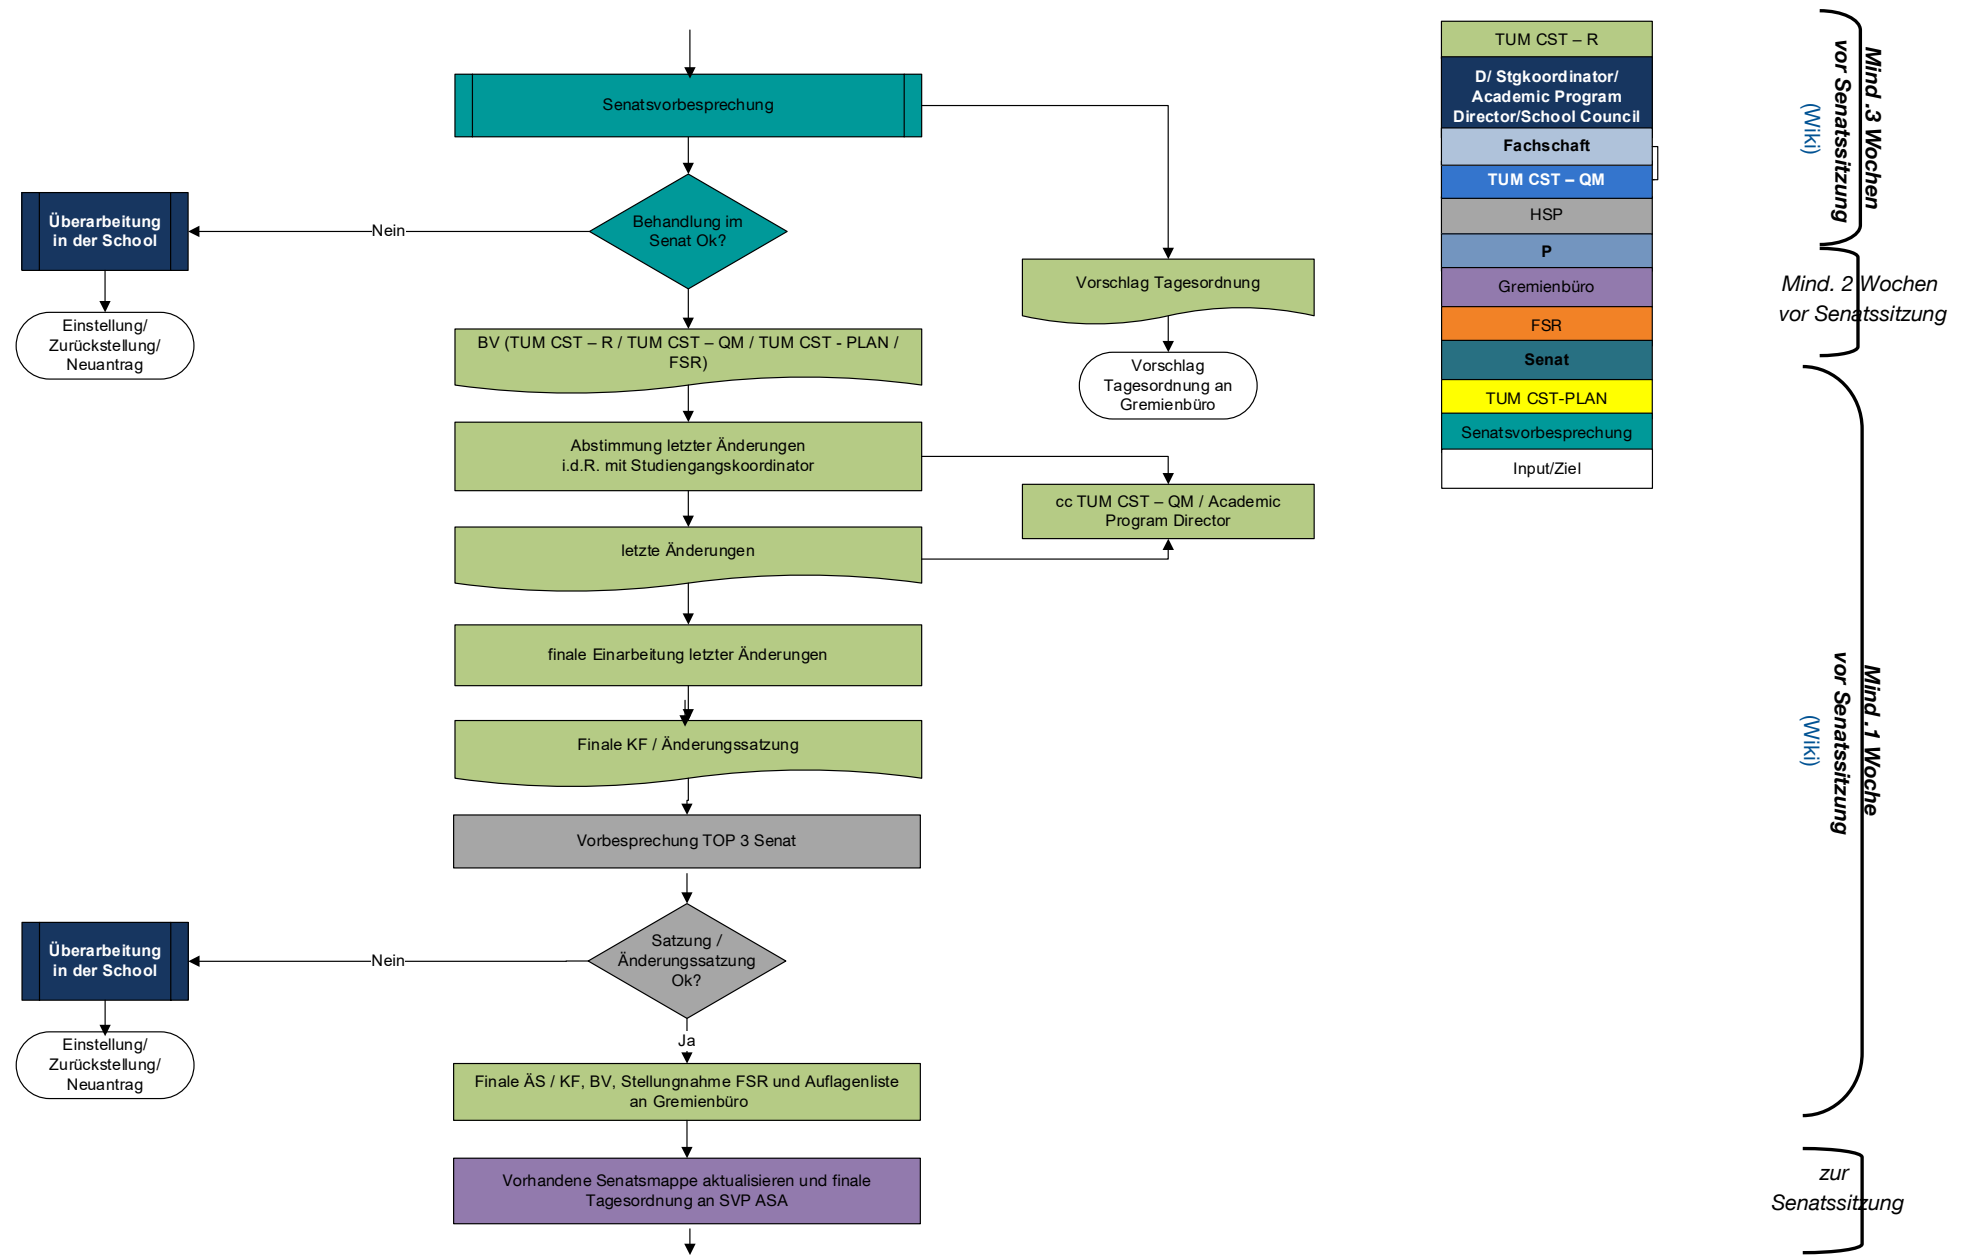 Senatsvorbesprechung
Behandlung im
Senat Ok?
Nein
Überarbeitung
in der School
Einstellung/
Zurückstellung/
Neuantrag
Vorschlag Tagesordnung
Vorschlag
Tagesordnung an
Gremienbüro
BV (TUM CST – R / TUM CST – QM / TUM CST - PLAN /
FSR)
Abstimmung letzter Änderungen
i.d.R. mit Studiengangskoordinator
cc TUM CST – QM / Academic
Program Director
letzte Änderungen
finale Einarbeitung letzter Änderungen
Finale KF / Änderungssatzung
Vorbesprechung TOP 3 Senat
Satzung /
Änderungssatzung
Ok?
Nein
Überarbeitung
in der School
Einstellung/
Zurückstellung/
Neuantrag
Ja
Finale ÄS / KF, BV, Stellungnahme FSR und Auflagenliste
an Gremienbüro
Vorhandene Senatsmappe aktualisieren und finale
Tagesordnung an SVP ASA
TUM CST – R
D/ Stgkoordinator/
Academic Program
Director/School Council
Fachschaft
TUM CST – QM
HSP
P
Gremienbüro
FSR
Senat
TUM CST-PLAN
Senatsvorbesprechung
Input/Ziel
Mind .3 Wochen
vor Senatssitzung
(Wiki)
Mind. 2 Wochen
vor Senatssitzung
Mind .1 Woche
vor Senatssitzung
(Wiki)
zur
Senatssitzung